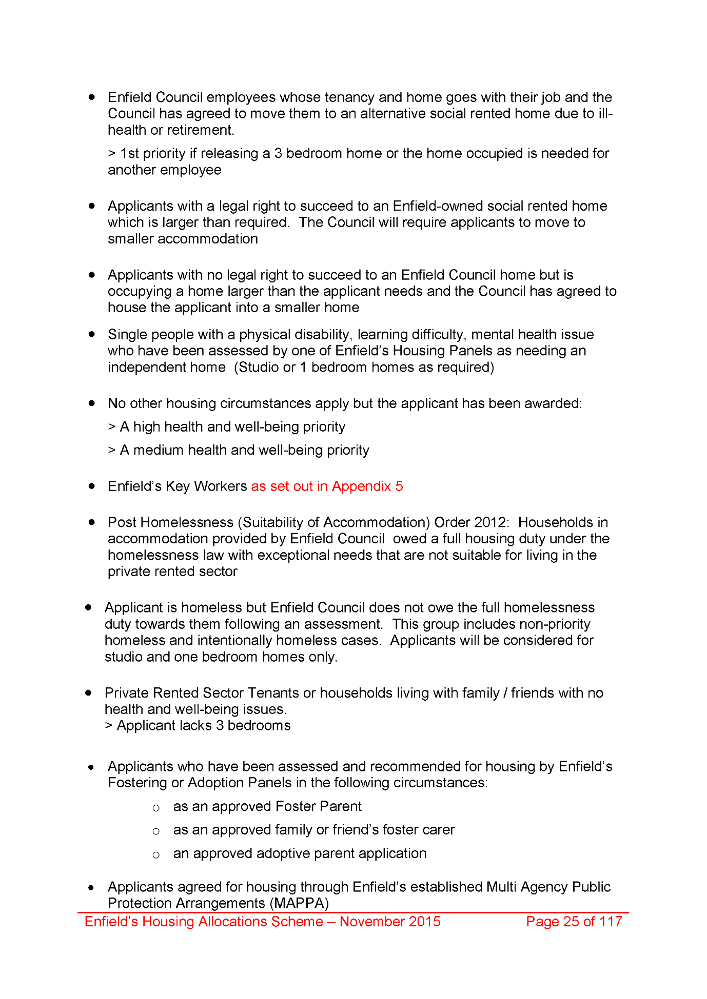 • Enfield Council employees whose tenancy and home goes with their job and the
Council has agreed to move them to an alternative social rented home due to ill-
health or retirement.
> 1st priority if releasing a 3 bedroom home or the home occupied is needed for
another employee
• Applicants with a legal right to succeed to an Enfield-owned social rented home
which is larger than required.  The Council will require applicants to move to
smaller accommodation
• Applicants with no legal right to succeed to an Enfield Council home but is
occupying a home larger than the applicant needs and the Council has agreed to
house the applicant into a smaller home
• Single people with a physical disability, learning difficulty, mental health issue
who have been assessed by one of Enfield’s Housing Panels as needing an
independent home  (Studio or 1 bedroom homes as required)
• No other housing circumstances apply but the applicant has been awarded:
> A high health and well-being priority
> A medium health and well-being priority
• Enfield’s Key Workers as set out in Appendix 5
• Post Homelessness (Suitability of Accommodation) Order 2012:  Households in
accommodation provided by Enfield Council  owed a full housing duty under the
homelessness law with exceptional needs that are not suitable for living in the
private rented sector
• Applicant is homeless but Enfield Council does not owe the full homelessness
duty towards them following an assessment.  This group includes non-priority
homeless and intentionally homeless cases.  Applicants will be considered for
studio and one bedroom homes only.
• Private Rented Sector Tenants or households living with family / friends with no
health and well-being issues.
> Applicant lacks 3 bedrooms
• Applicants who have been assessed and recommended for housing by Enfield’s
Fostering or Adoption Panels in the following circumstances:
o as an approved Foster Parent
o as an approved family or friend’s foster carer
o an approved adoptive parent application
• Applicants agreed for housing through Enfield’s established Multi Agency Public
Protection Arrangements (MAPPA)
Enfield’s Housing Allocations Scheme – November 2015 Page 25 of 117